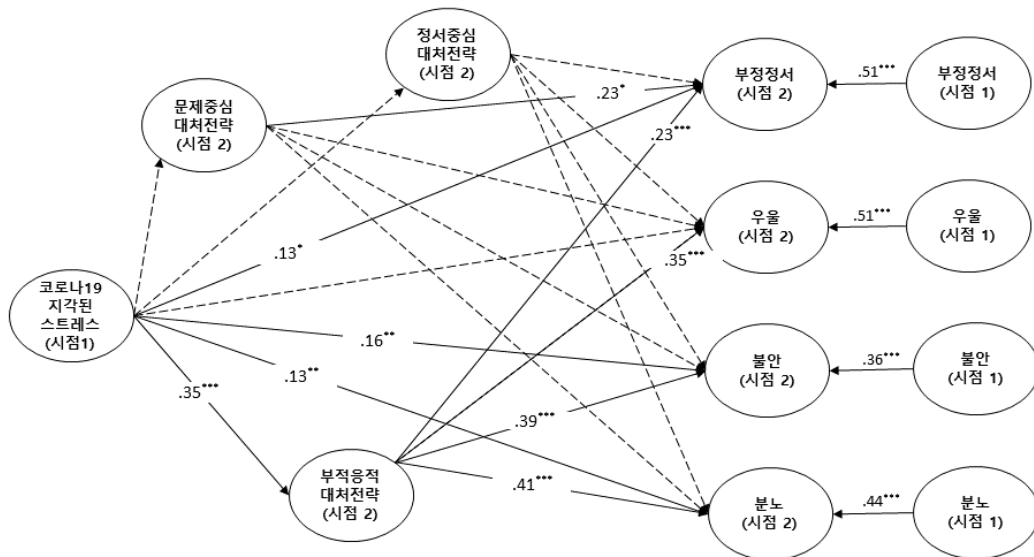 정서중심
대처전략
(시점 2)
부정정서
(시점 2)
.51***
부정정서
(시점 1)
문제중심
대처전략
(시점 2)
.23*
.23***
우울
(시점 2)
.51***
우울
(시점 1)
.13*
.35***
코로나19
지각된
스트레스
(시점1)
.16**
불안
(시점 2)
.36***
불안
(시점 1)
.35***
.13**
.39***
부적응적
대처전략
(시점 2)
.41***
분노
(시점 2)
.44***
분노
(시점 1)